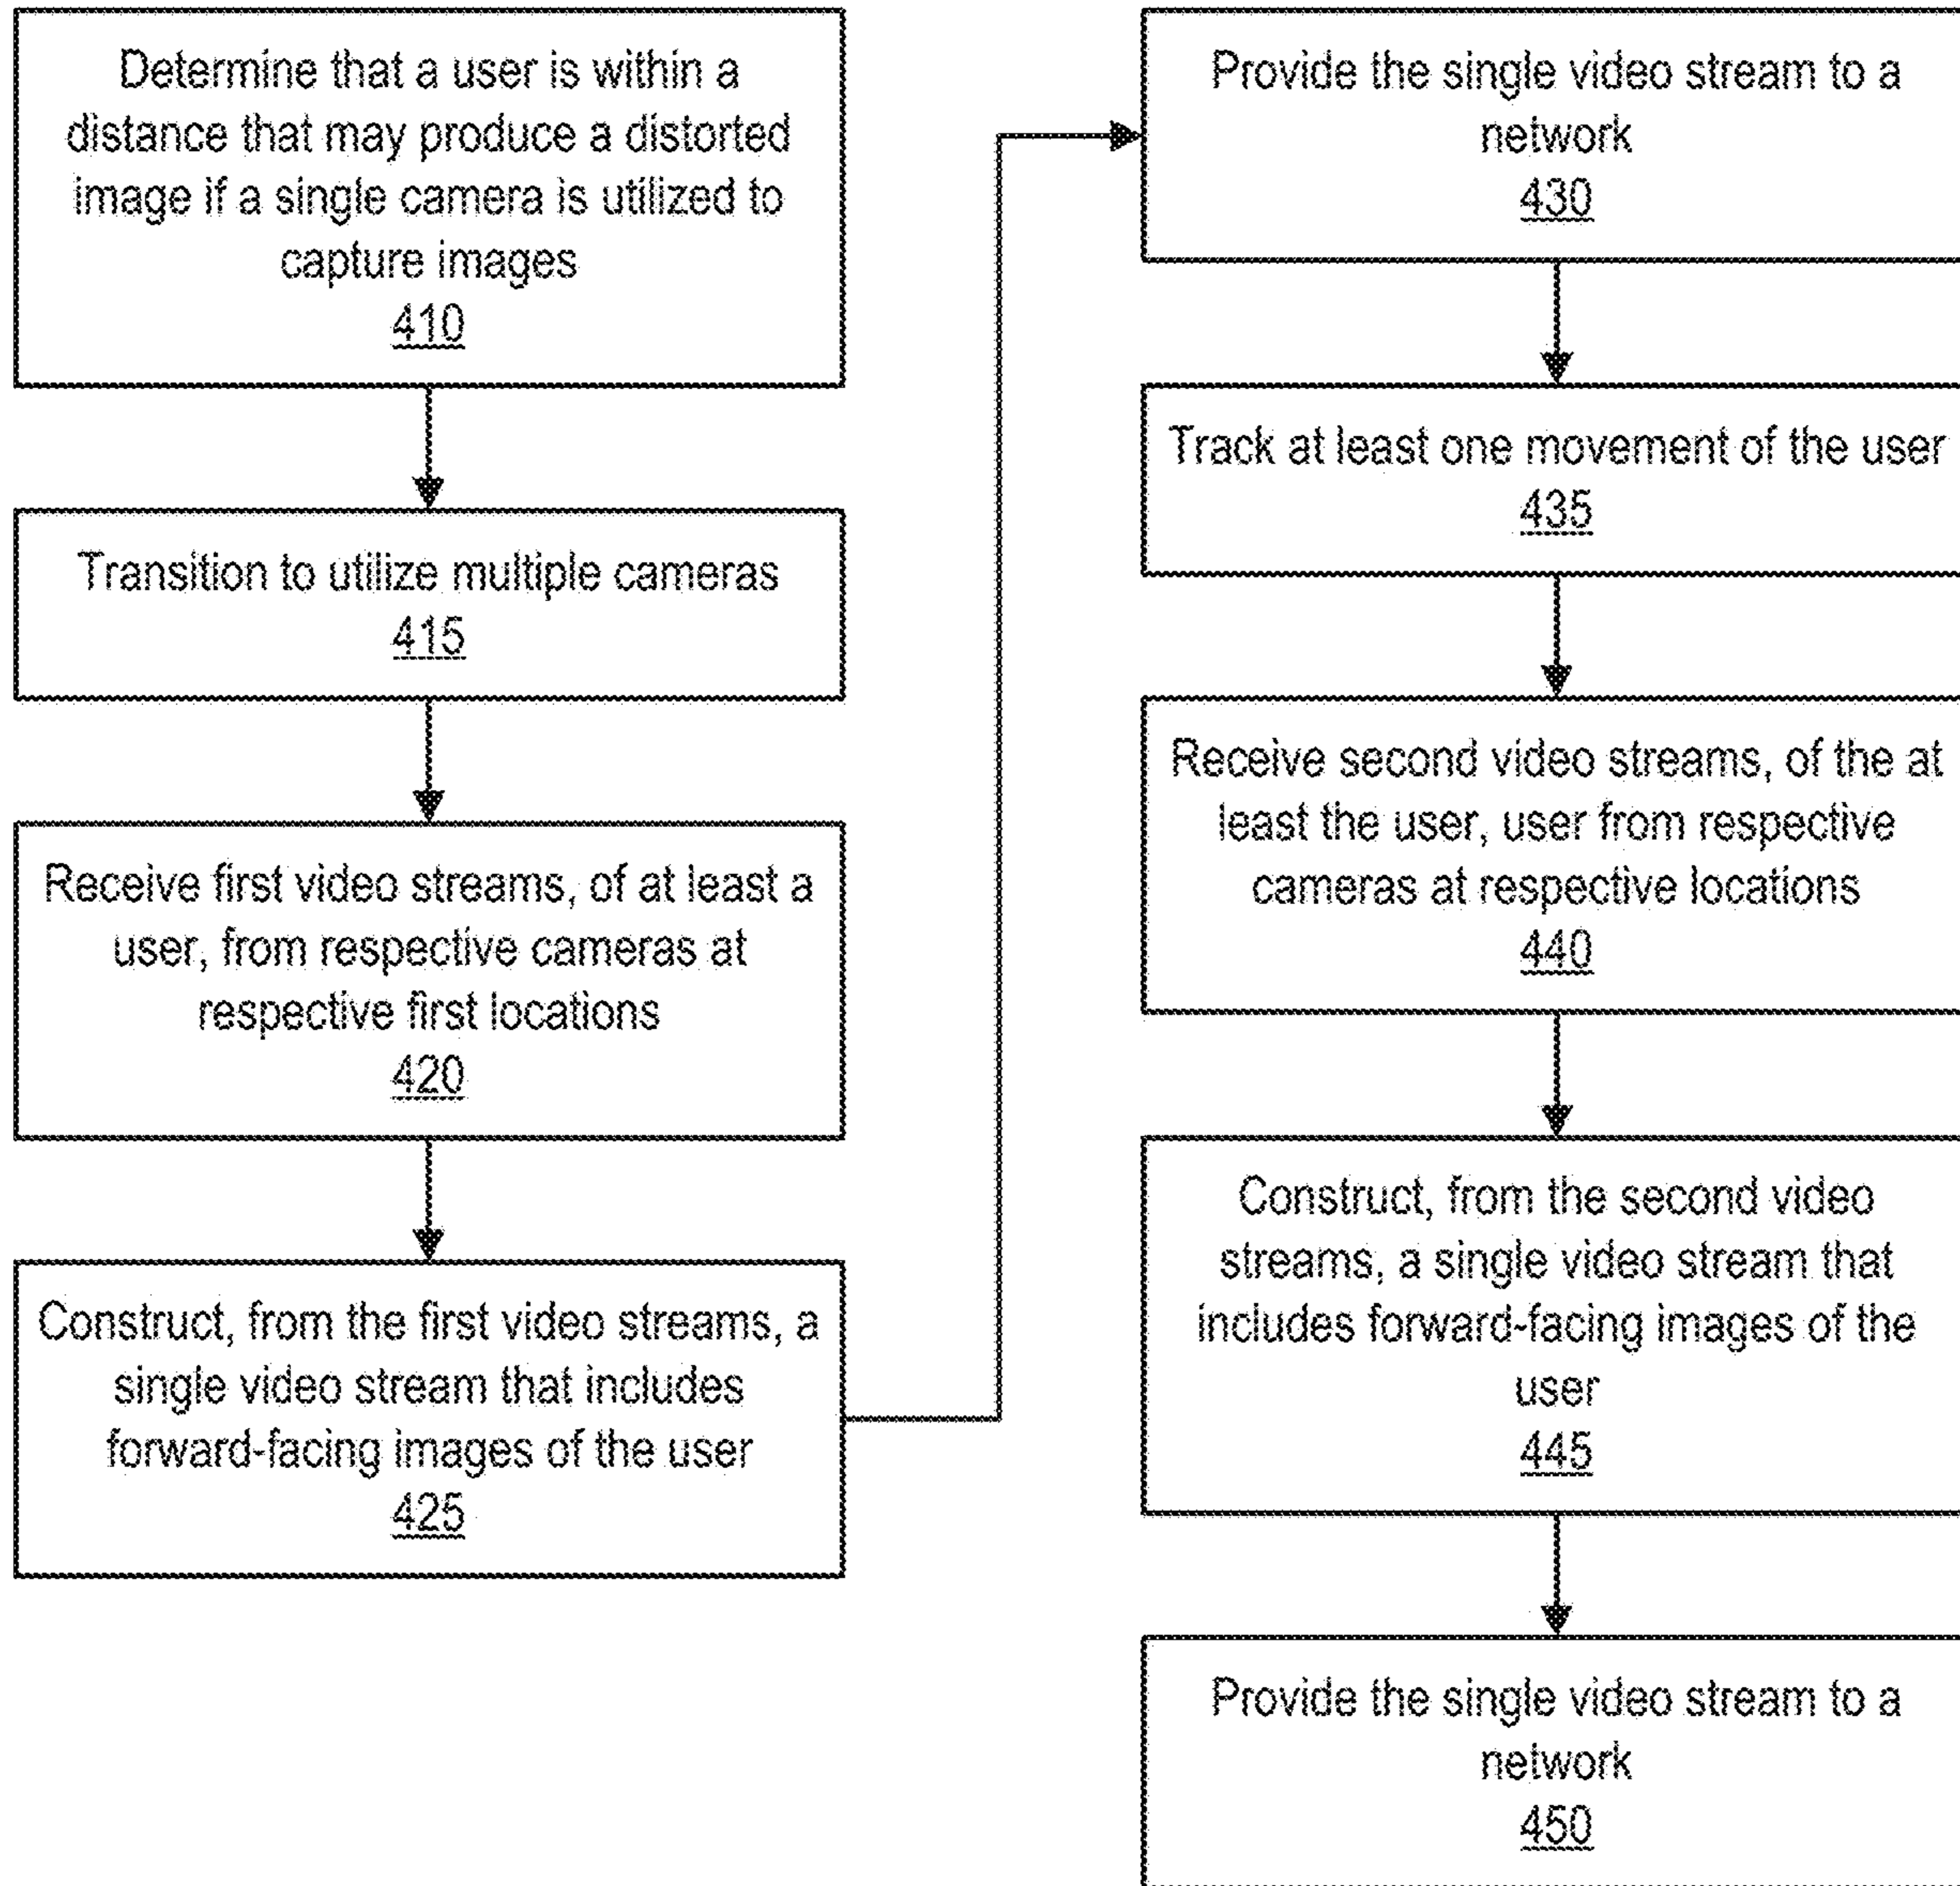 Determine that a user is within a
distance that may produce a distorted
image if a single camera is utilized to
capture images
410
Transition to utilize multiple cameras
415
Receive first video streams, of at least a
user, from respective cameras at
respective first locations
420
Construct, from the first video streams, a
single video stream that includes
forward-facing images of the user
425
Provide the single video stream to a
network
430
Track at least one movement of the user
435
Receive second video streams, of the at
least the user, user from respective
cameras at respective locations
440
Construct, from the second video
streams, a single video stream that
includes forward-facing images of the
user
445
Provide the single video stream to a
network
450